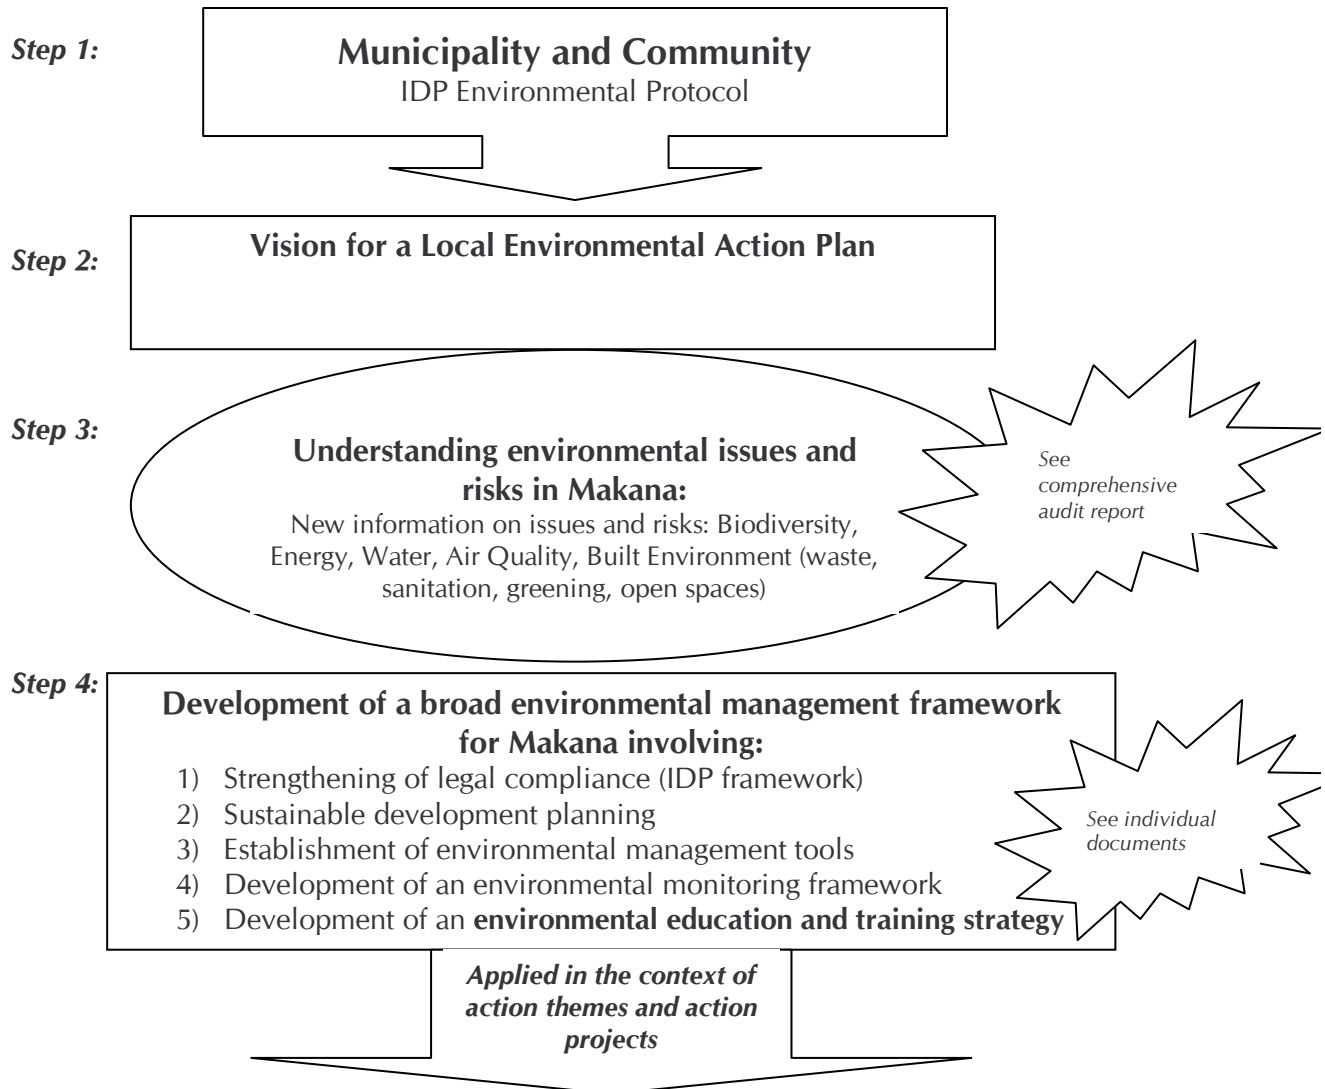 Step 1:
Municipality and Community
IDP Environmental Protocol
Step 2:
Vision for a Local Environmental Action Plan
Step 3:
Understanding environmental issues and
risks in Makana:
New information on issues and risks: Biodiversity,
Energy, Water, Air Quality, Built Environment (waste,
sanitation, greening, open spaces)
See
comprehensive
audit report
Step 4:
Development of a broad environmental management framework
for Makana involving:
1) Strengthening of legal compliance (IDP framework)
2) Sustainable development planning
3) Establishment of environmental management tools
4) Development of an environmental monitoring framework
5) Development of an environmental education and training strategy
See individual
documents
Applied in the context of
action themes and action
projects